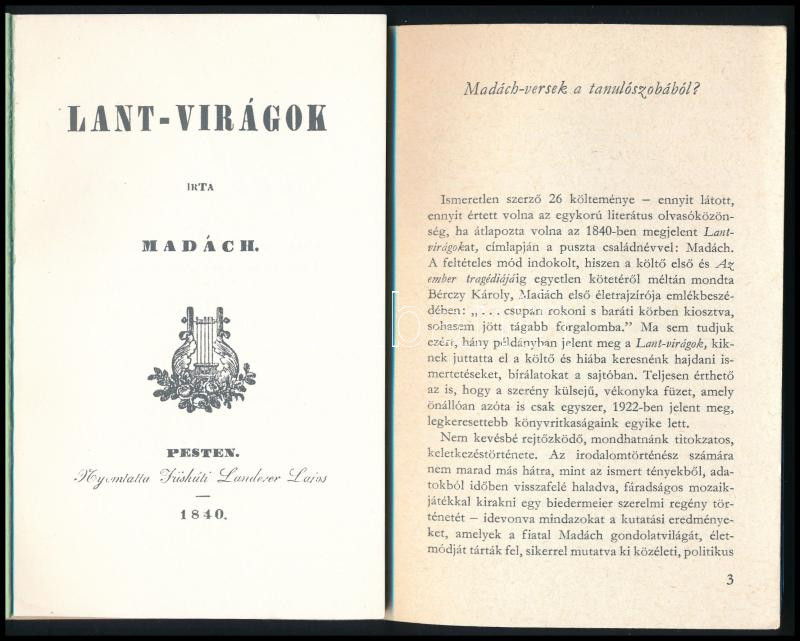 LANT-VIRÁGOK
IRTA
MADÁCH.
PESTEN.
Nyomtatta Füskúti Landerer Lajos
1840.
Madách-versek a tanulószobából?
Ismeretlen szerző 26 költeménye – ennyit látott,
ennyit értett volna az egykorú literátus olvasóközön-
ség, ha átlapozta volna az 1840-ben megjelent Lant-
virágokat, címlapján a puszta családnévvel: Madách.
A feltételes mód indokolt, hiszen a költő első és Az
ember tragédiájáig egyetlen kötetéről méltán mondta
Bérczy Károly, Madách első életrajzírója emlékbeszé-
dében: „. . . csupán rokoni s baráti körben kiosztva,
sohasem jött tágabb forgalomba.” Ma sem tudjuk
ezért, hány példányban jelent meg a Lant-virágok, kik-
nek juttatta el a költő és hiába keresnénk hajdani is-
mertetéseket, bírálatokat a sajtóban. Teljesen érthető
az is, hogy a szerény külsejű, vékonyka füzet, amely
önállóan azóta is csak egyszer, 1922-ben jelent meg,
legkeresettebb könyvritkaságaink egyike lett.
Nem kevésbé rejtőzködő, mondhatnánk titokzatos,
keletkezéstörténete. Az irodalomtörténész számára
nem marad más hátra, mint az ismert tényekből, ada-
tokból időben visszafelé haladva, fáradságos mozaik-
játékkal kirakni egy biedermeier szerelmi regény tör-
ténetét – idevonva mindazokat a kutatási eredménye-
ket, amelyek a fiatal Madách gondolatvilágát, élet-
módját tárták fel, sikerrel mutatva ki közéleti, politikus
3